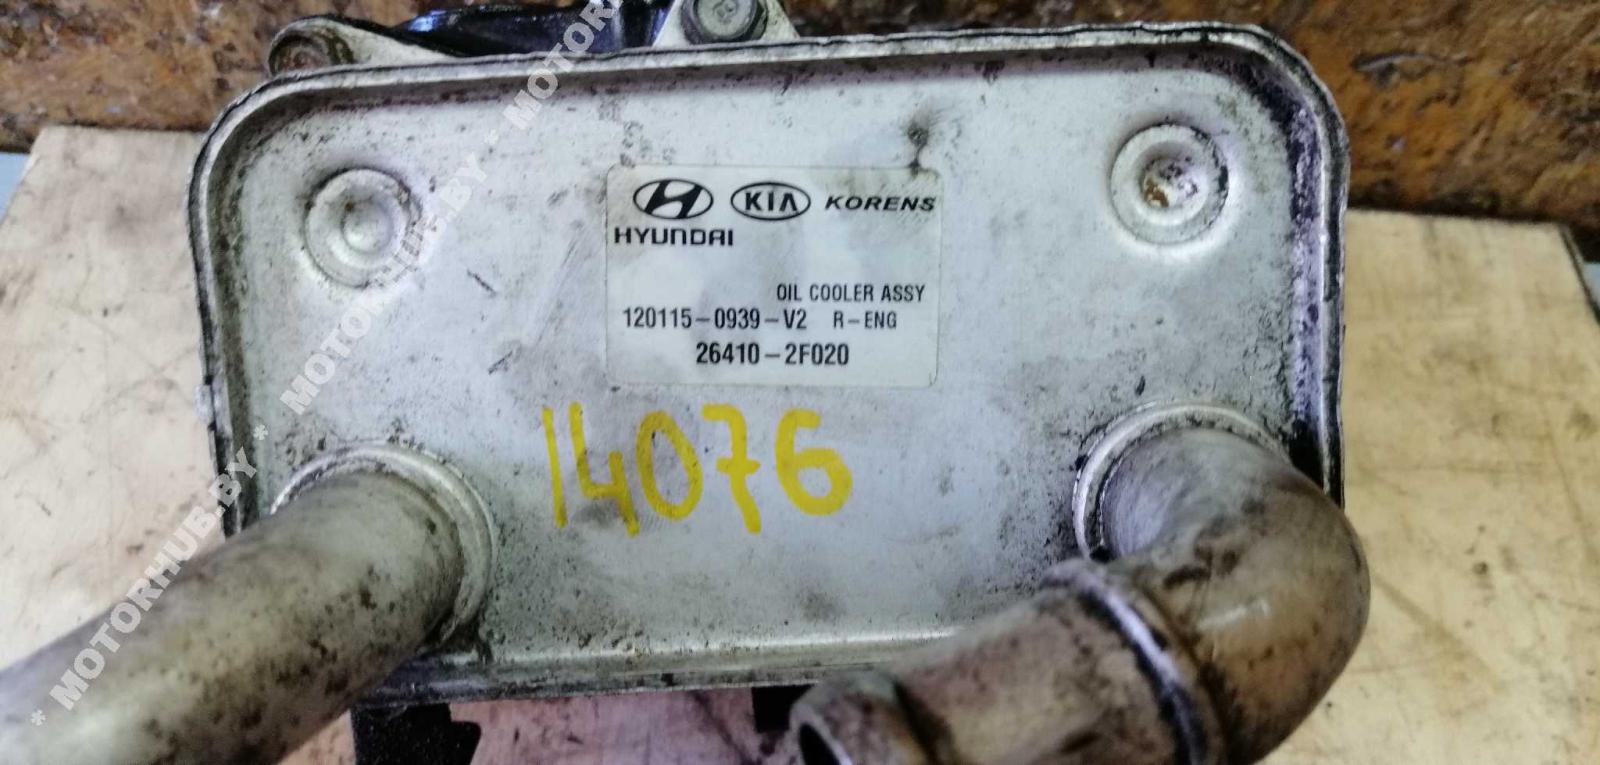 KIA KORENS
HYUNDAI
OIL COOLER ASSY
120115-0939-V2 R-ENG
26410-2F020
14076
* MOTORHUB.BY * MOTORHUB.BY * MOTORHUB.BY